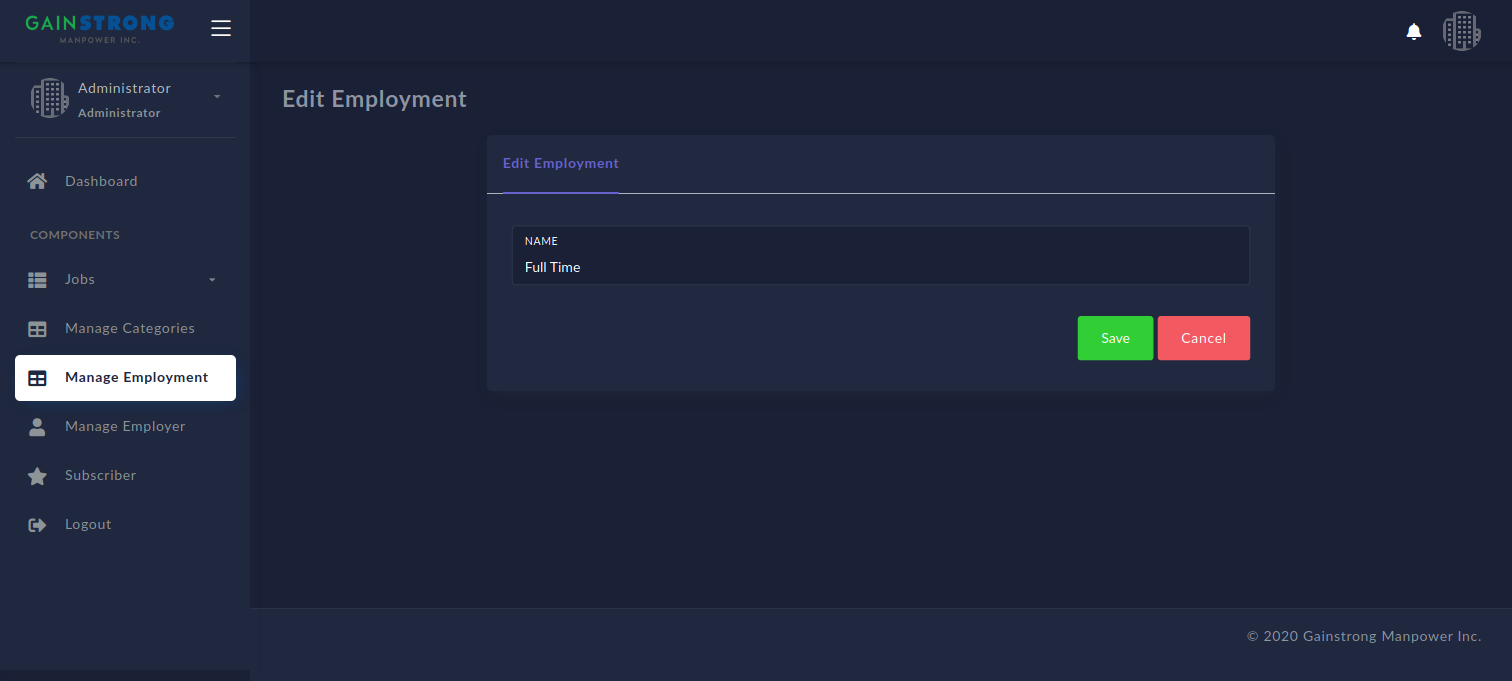 GAINSTRONG
MANPOWER INC.
Administrator
Administrator
Dashboard
COMPONENTS
Jobs
Manage Categories
Manage Employment
Manage Employer
Subscriber
Logout
Edit Employment
Edit Employment
NAME
Full Time
Save Cancel
© 2020 Gainstrong Manpower Inc.